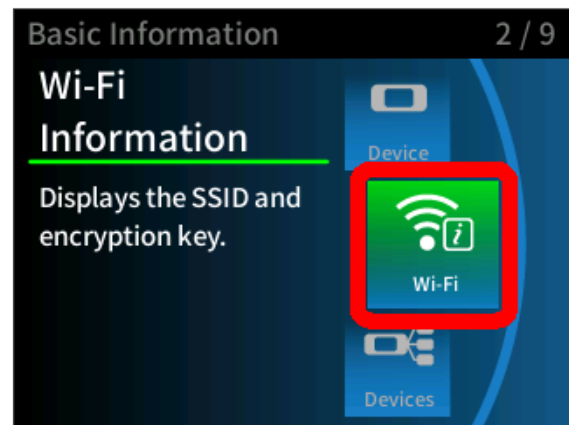 Basic Information 2 / 9
Wi-Fi
Information
Displays the SSID and
encryption key.
Device
i
Wi-Fi
Devices